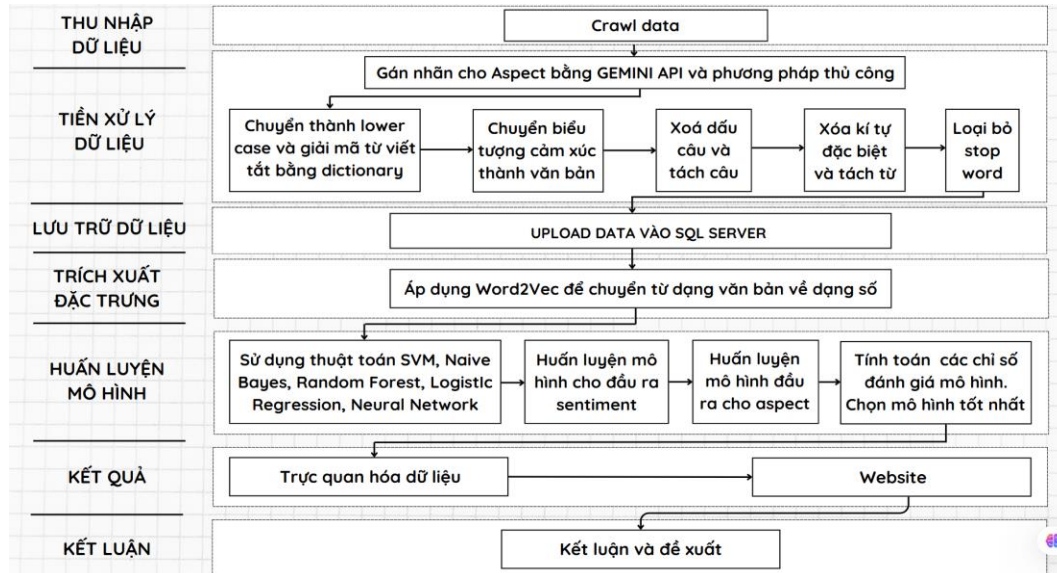 THU NHẬP
DỮ LIỆU
Crawl data
TIỀN XỬ LÝ
DỮ LIỆU
Gán nhãn cho Aspect bằng GEMINI API và phương pháp thủ công
Chuyển thành lower
case và giải mã từ viết
tắt bằng dictionary
Chuyển biểu
tượng cảm xúc
thành văn bản
Xoá dấu
câu và
tách câu
Xóa kí tự
đặc biệt
và tách từ
Loại bỏ
stop
word
LƯU TRỮ DỮ LIỆU
UPLOAD DATA VÀO SQL SERVER
TRÍCH XUẤT
ĐẶC TRƯNG
Áp dụng Word2Vec để chuyển từ dạng văn bản về dạng số
HUẤN LUYỆN
MÔ HÌNH
Sử dụng thuật toán SVM, Naive
Bayes, Random Forest, Logistic
Regression, Neural Network
Huấn luyện mô
hình cho đầu ra
sentiment
Huấn luyện
mô hình đầu
ra cho aspect
Tính toán các chỉ số
đánh giá mô hình.
Chọn mô hình tốt nhất
KẾT QUẢ
Trực quan hóa dữ liệu
Website
KẾT LUẬN
Kết luận và đề xuất